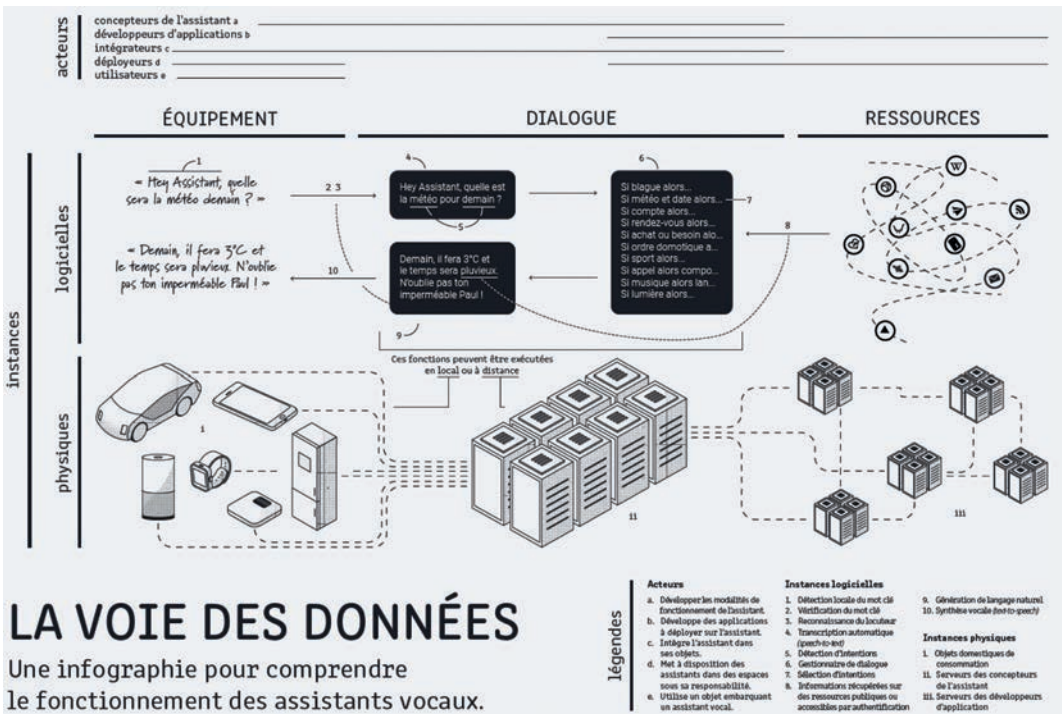 acteurs
concepteurs de l'assistant a
développeurs d'applications b
intégrateurs c
déployeurs d
utilisateurs e
ÉQUIPEMENT
DIALOGUE
RESSOURCES
instances
logicielles
1
« Hey Assistant, quelle
sera la météo demain ? »
2 3
4
Hey Assistant, quelle est
la météo pour demain ?
5
6
Si blague alors...
Si météo et date alors...
Si compte alors...
Si rendez-vous alors...
Si achat ou besoin alo...
Si ordre domotique a...
Si sport alors...
Si appel alors compo...
Si musique alors lan...
Si lumière alors...
7
8
W
« Demain, il fera 3°C et
le temps sera pluvieux. N'oublie
pas ton imperméable Paul ! »
10
Demain, il fera 3°C et
le temps sera pluvieux.
N'oublie pas ton
imperméable Paul !
9
Ces fonctions peuvent être exécutées
en local ou à distance
physiques
i
ii
iii
LA VOIE DES DONNÉES
Une infographie pour comprendre
le fonctionnement des assistants vocaux.
légendes
Acteurs
a. Développer les modalités de
fonctionnement de l'assistant.
b. Développe des applications
à déployer sur l'assistant.
c. Intègre l'assistant dans
ses objets.
d. Met à disposition des
assistants dans des espaces
sous sa responsabilité.
e. Utilise un objet embarquant
un assistant vocal.
Instances logicielles
1. Détection locale du mot clé
2. Vérification du mot clé
3. Reconnaissance du locuteur
4. Transcription automatique
(speech-to-text)
5. Détection d'intentions
6. Gestionnaire de dialogue
7. Sélection d'intentions
8. Informations récupérées sur
des ressources publiques ou
accessibles par authentification
9. Génération de langage naturel
10. Synthèse vocale (text-to-speech)
Instances physiques
i. Objets domestiques de
consommation
ii. Serveurs des concepteurs
de l'assistant
iii. Serveurs des développeurs
d'application